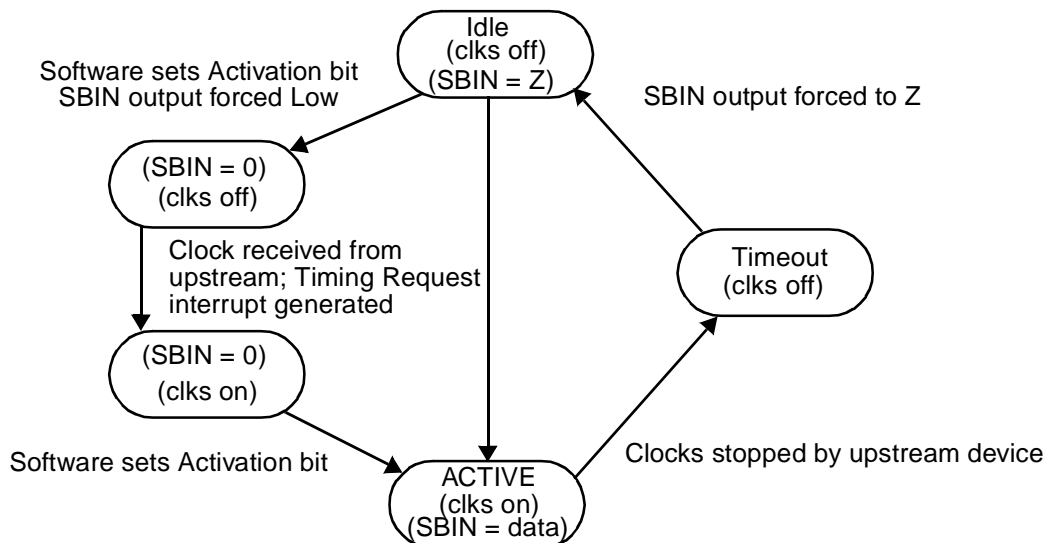 Idle
(clks off)
(SBIN = Z)
Software sets Activation bit
SBIN output forced Low
SBIN output forced to Z
(SBIN = 0)
(clks off)
Clock received from
upstream; Timing Request
interrupt generated
Timeout
(clks off)
(SBIN = 0)
(clks on)
Software sets Activation bit
Clocks stopped by upstream device
ACTIVE
(clks on)
(SBIN = data)